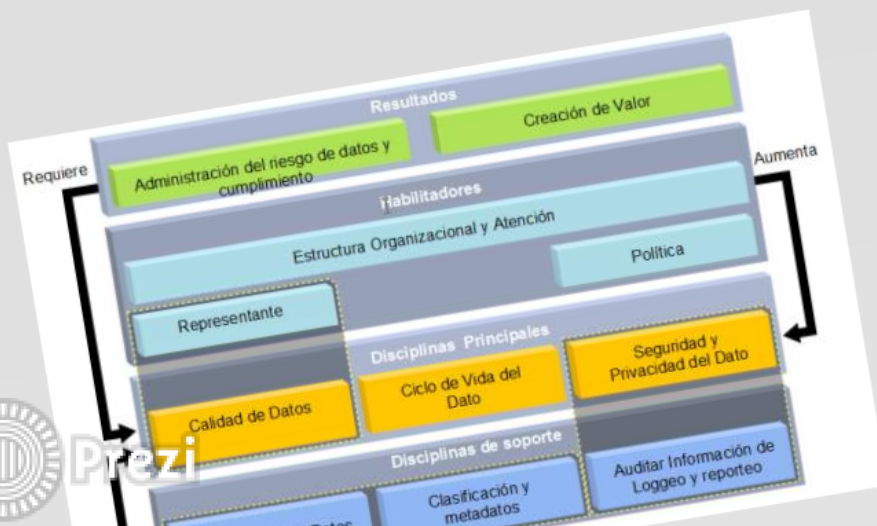 Resultados
Administración del riesgo de datos y
cumplimiento
Creación de Valor
Requiere
Aumenta
Habilitadores
Estructura Organizacional y Atención
Representante
Política
Disciplinas Principales
Calidad de Datos
Ciclo de Vida del
Dato
Seguridad y
Privacidad del Dato
Disciplinas de soporte
Datos
Clasificación y
metadatos
Auditar Información de
Loggeo y reporteo
Prezi